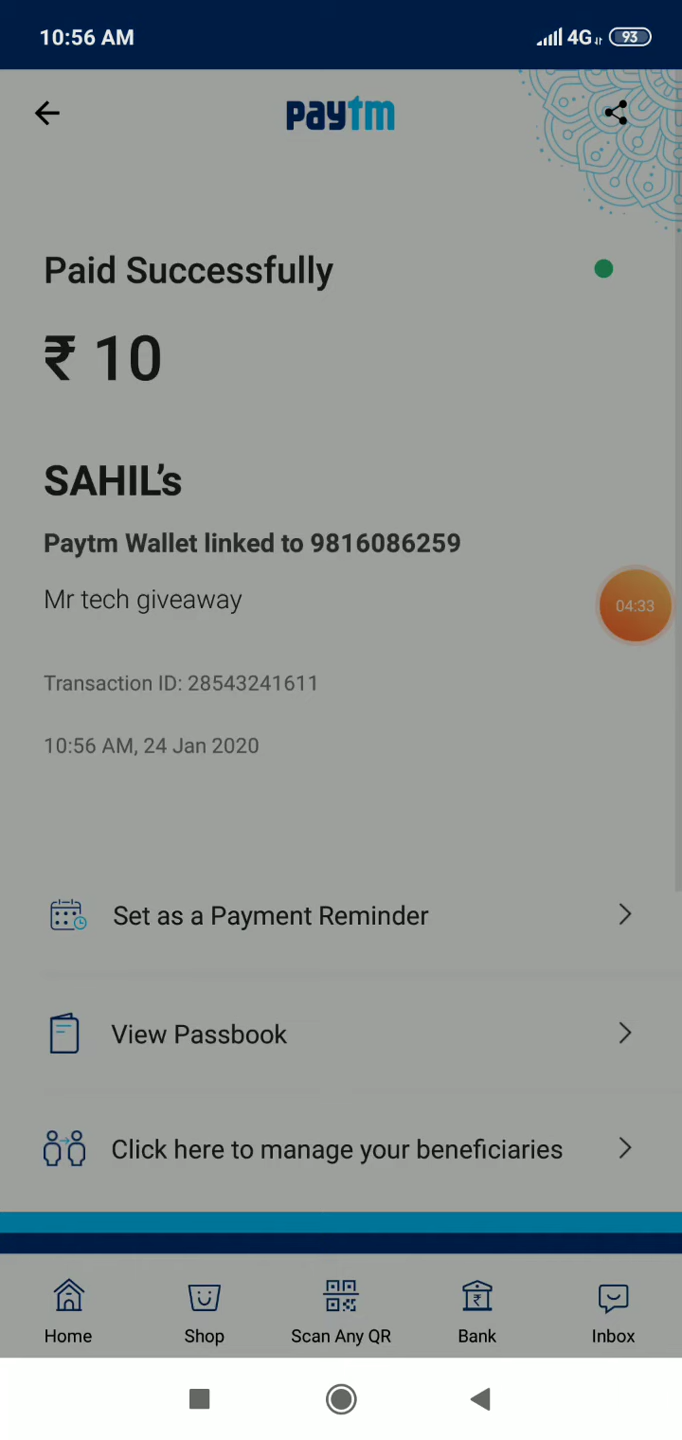 10:56 AM
4G
93
paytm
Paid Successfully
₹ 10
SAHIL's
Paytm Wallet linked to 9816086259
Mr tech giveaway
04:33
Transaction ID: 28543241611
10:56 AM, 24 Jan 2020
Set as a Payment Reminder
View Passbook
Click here to manage your beneficiaries
Home
Shop
Scan Any QR
Bank
Inbox